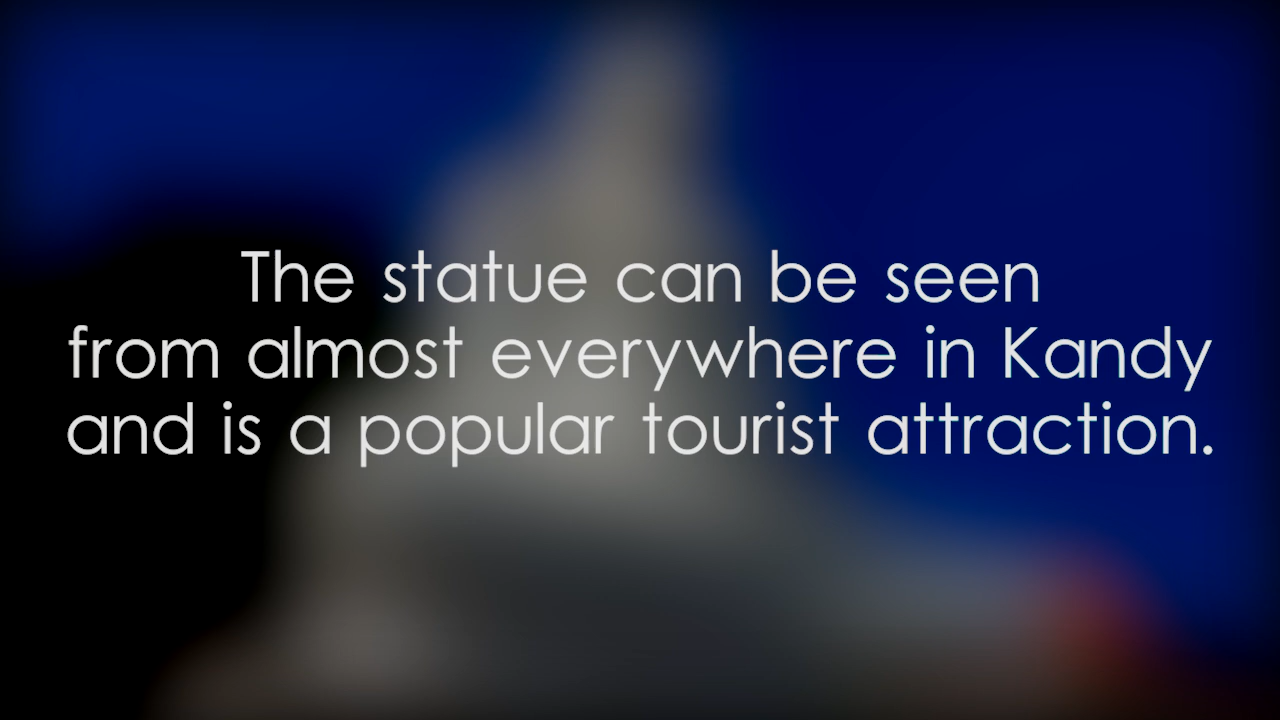 The statue can be seen
from almost everywhere in Kandy
and is a popular tourist attraction.